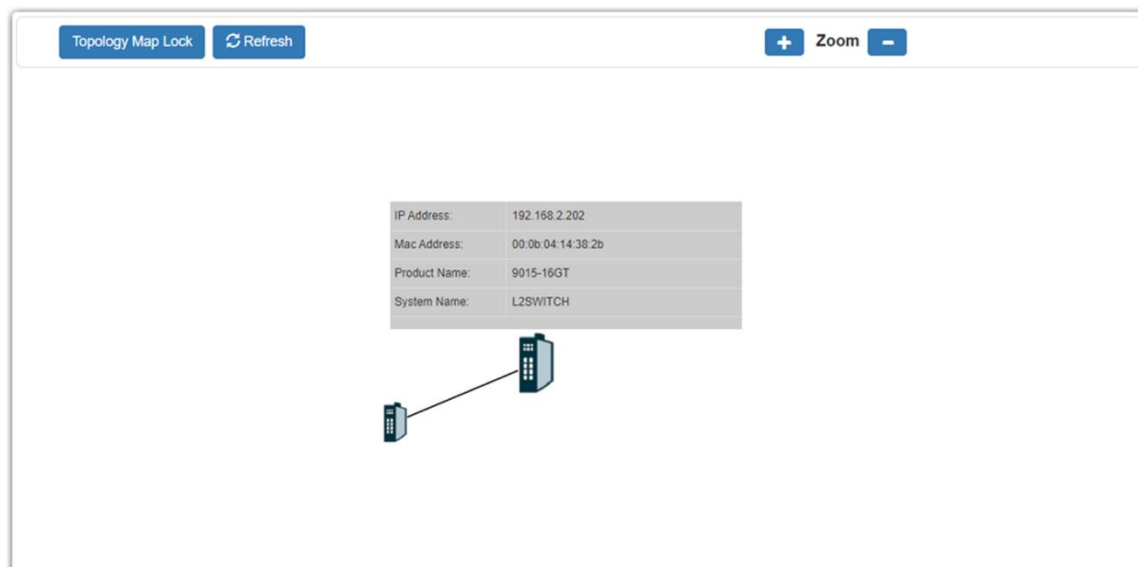 Topology Map Lock Refresh Zoom
IP Address: 192.168.2.202
Mac Address: 00:0b:04:14:38:2b
Product Name: 9015-16GT
System Name: L2SWITCH